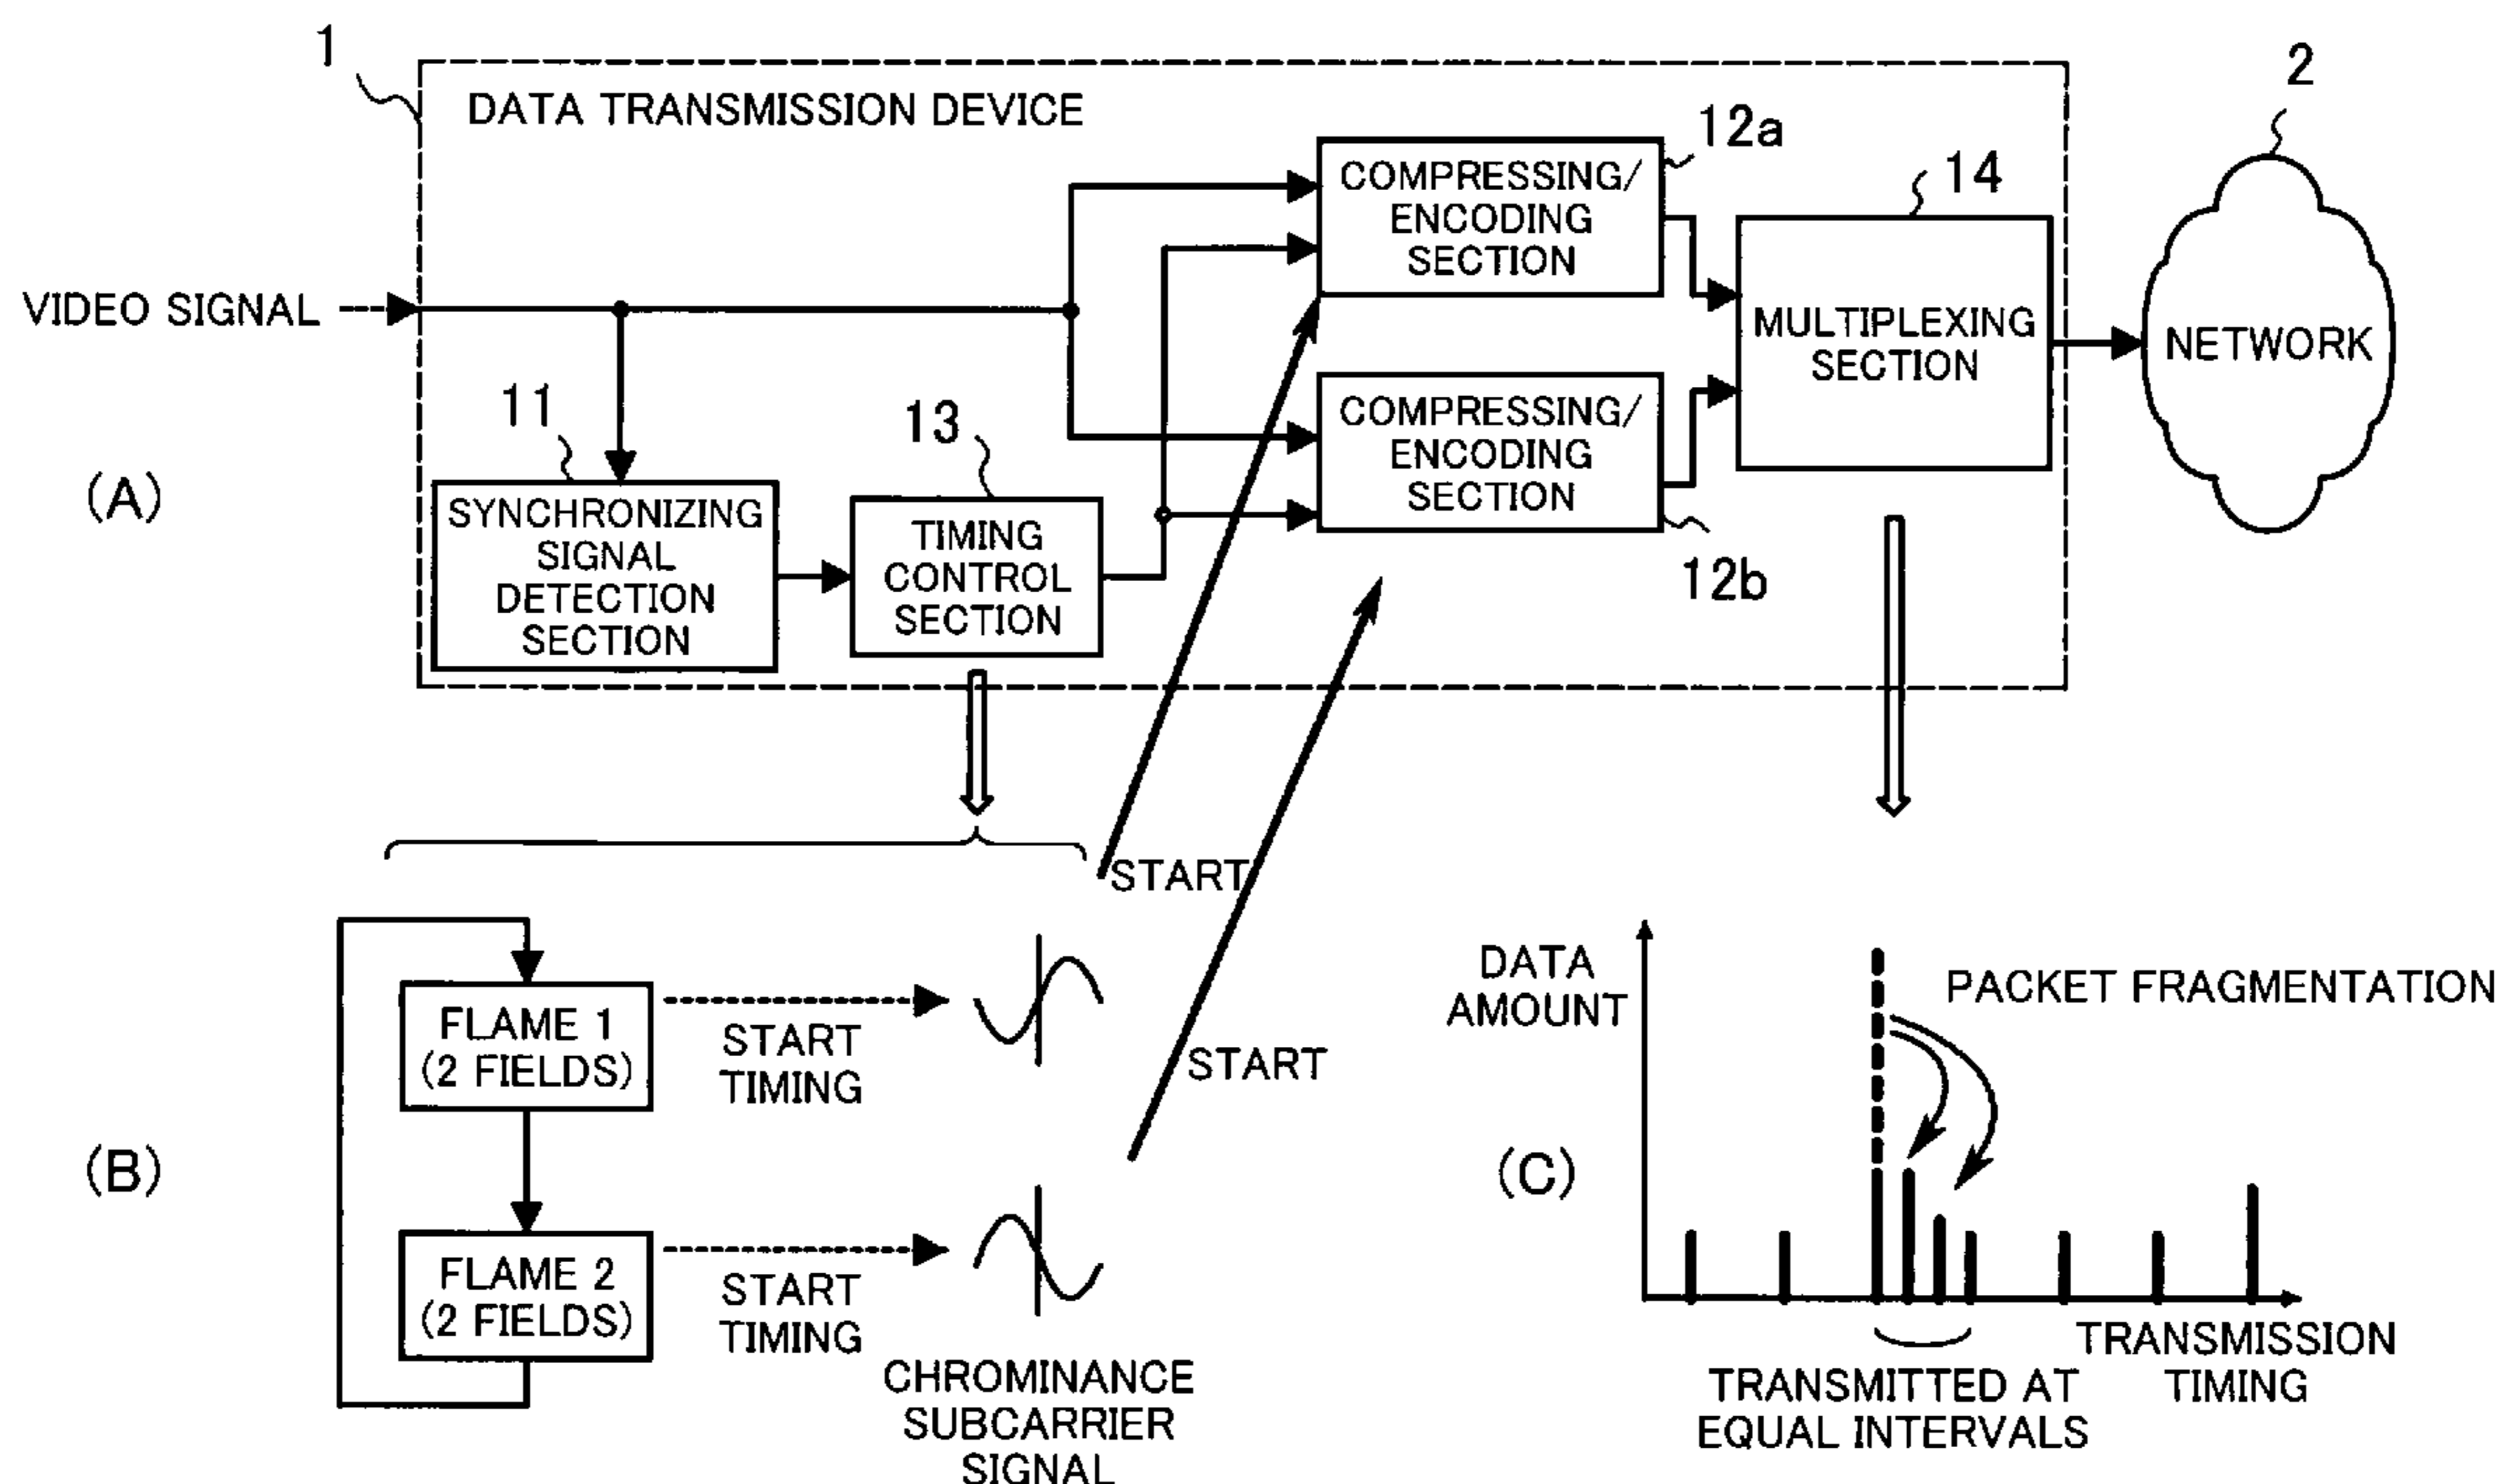 1
DATA TRANSMISSION DEVICE
2
12a
COMPRESSING/
ENCODING
SECTION
14
VIDEO SIGNAL
MULTIPLEXING
SECTION
NETWORK
11
13
COMPRESSING/
ENCODING
SECTION
12b
(A)
SYNCHRONIZING
SIGNAL
DETECTION
SECTION
TIMING
CONTROL
SECTION
START
START
(B)
FLAME 1
(2 FIELDS)
START
TIMING
FLAME 2
(2 FIELDS)
START
TIMING
CHROMINANCE
SUBCARRIER
SIGNAL
(C)
DATA
AMOUNT
PACKET FRAGMENTATION
TRANSMITTED AT
EQUAL INTERVALS
TRANSMISSION
TIMING